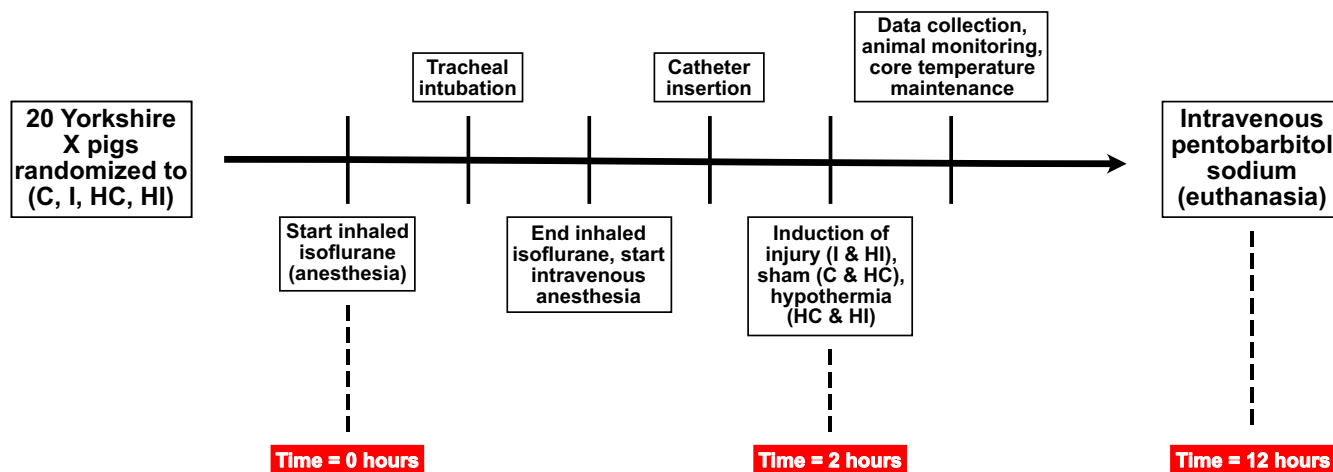 20 Yorkshire
X pigs
randomized to
(C, I, HC, HI)
Start inhaled
isoflurane
(anesthesia)
Tracheal
intubation
End inhaled
isoflurane, start
intravenous
anesthesia
Catheter
insertion
Induction of
injury (I & HI),
sham (C & HC),
hypothermia
(HC & HI)
Data collection,
animal monitoring,
core temperature
maintenance
Intravenous
pentobarbitol
sodium
(euthanasia)
Time = 0 hours
Time = 2 hours
Time = 12 hours